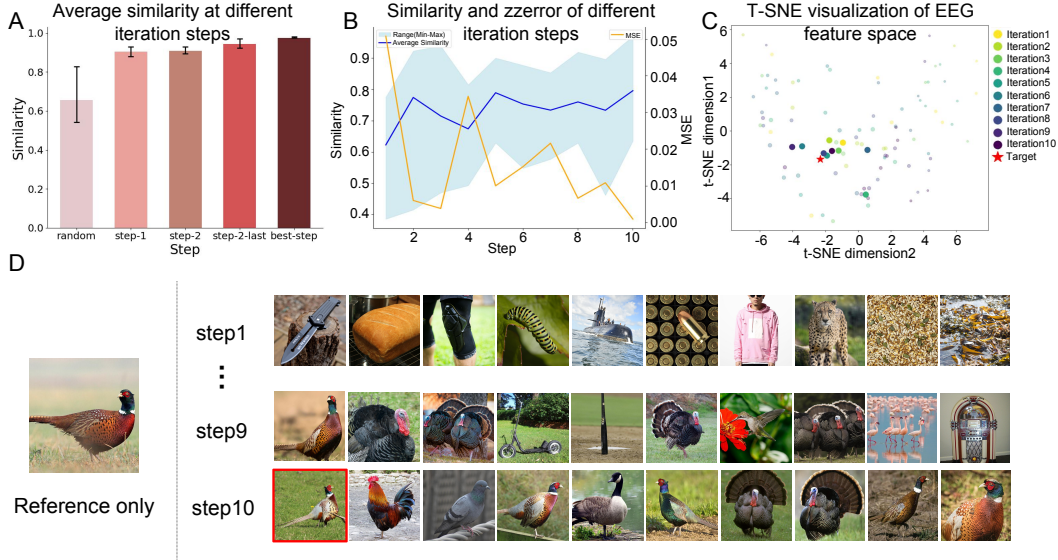 A
Average similarity at different
iteration steps
Similarity
1.0
0.8
0.6
0.4
0.2
0.0
random
step-1
step-2
step-2-last
best-step
Step
B
Similarity and zzerror of different
iteration steps
Range(Min-Max)
Average Similarity
MSE
Similarity
0.9
0.8
0.7
0.6
0.5
0.4
2
4
6
8
10
Step
0.05
0.04
0.03
0.02
0.01
0.00
MSE
C
T-SNE visualization of EEG
feature space
t-SNE dimension1
6
4
2
0
-2
-4
-6
-4
-2
0
2
4
6
t-SNE dimension2
Iteration1
Iteration2
Iteration3
Iteration4
Iteration5
Iteration6
Iteration7
Iteration8
Iteration9
Iteration10
Target
D
Reference only
step1
step9
step10